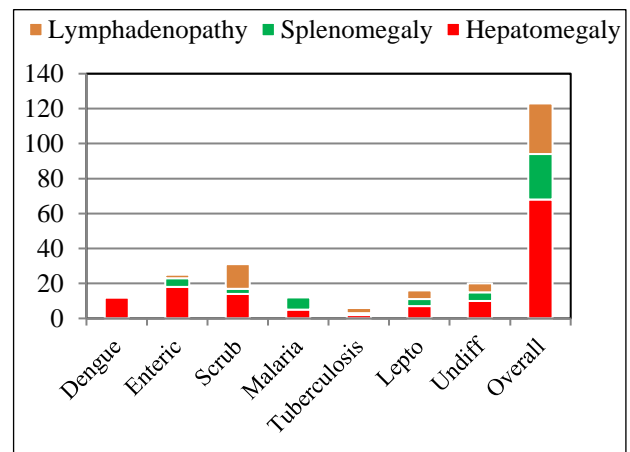 Lymphadenopathy Splenomegaly Hepatomegaly
140
120
100
80
60
40
20
0
Dengue
Enteric
Scrub
Malaria
Tuberculosis
Lepto
Undiff
Overall